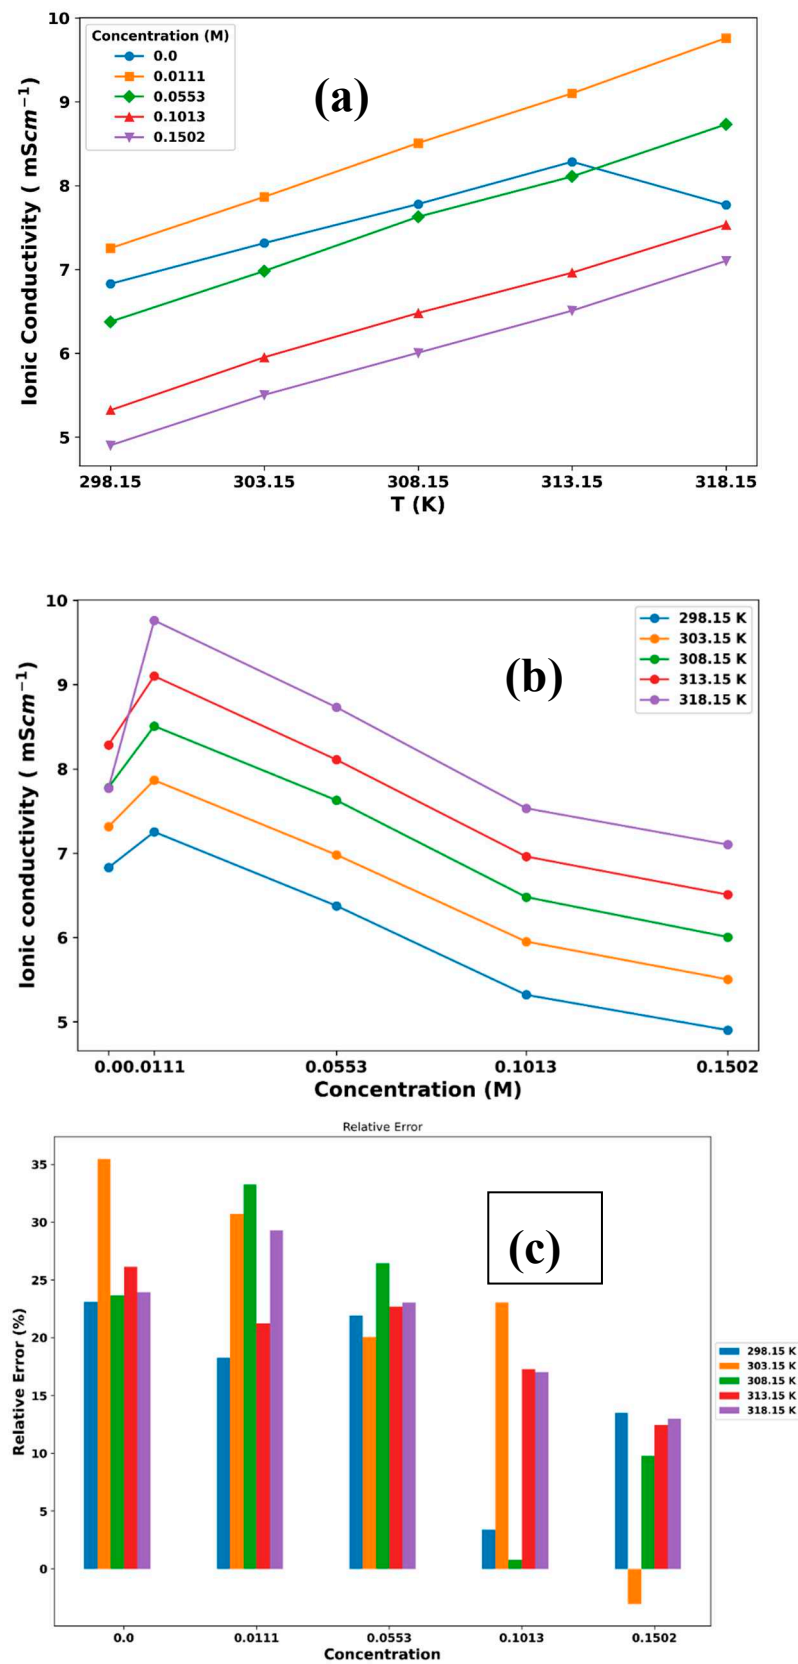 10
Concentration (M)
0.0
0.0111
0.0553
0.1013
0.1502
(a)
9
8
7
6
5
Ionic Conductivity ( mScm⁻¹)
298.15 303.15 308.15 313.15 318.15
T (K)
10
298.15 K
303.15 K
308.15 K
313.15 K
318.15 K
(b)
9
8
7
6
5
Ionic conductivity ( mScm⁻¹)
0.00.0111 0.0553 0.1013 0.1502
Concentration (M)
Relative Error
35
30
25
20
15
10
5
0
Relative Error (%)
(c)
298.15 K
303.15 K
308.15 K
313.15 K
318.15 K
0.0 0.0111 0.0553 0.1013 0.1502
Concentration